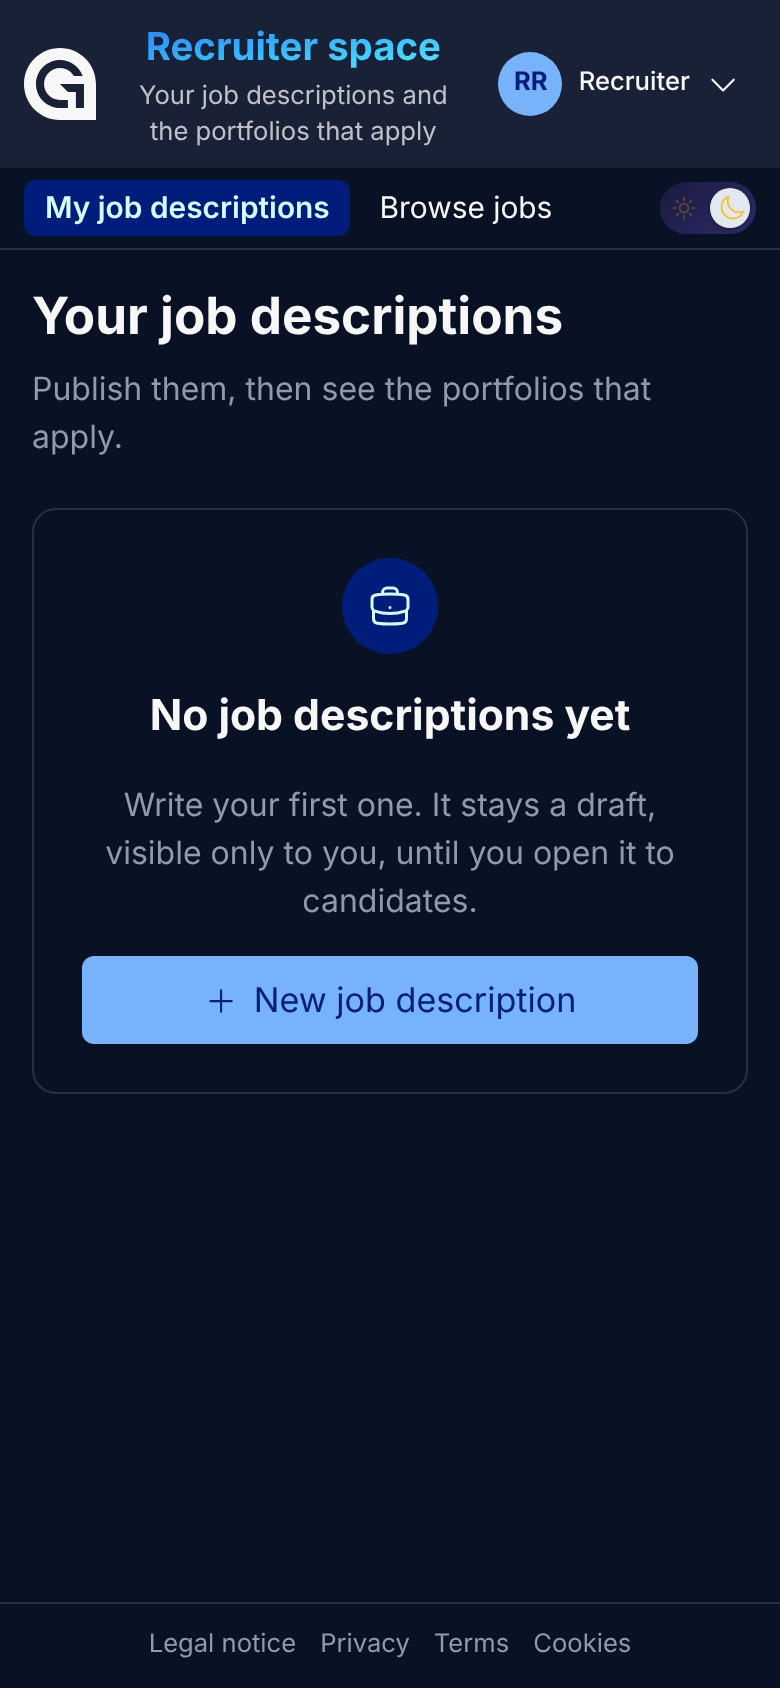 Recruiter space
Your job descriptions and
the portfolios that apply
RR
Recruiter
My job descriptions
Browse jobs
Your job descriptions
Publish them, then see the portfolios that
apply.
No job descriptions yet
Write your first one. It stays a draft,
visible only to you, until you open it to
candidates.
+ New job description
Legal notice
Privacy
Terms
Cookies